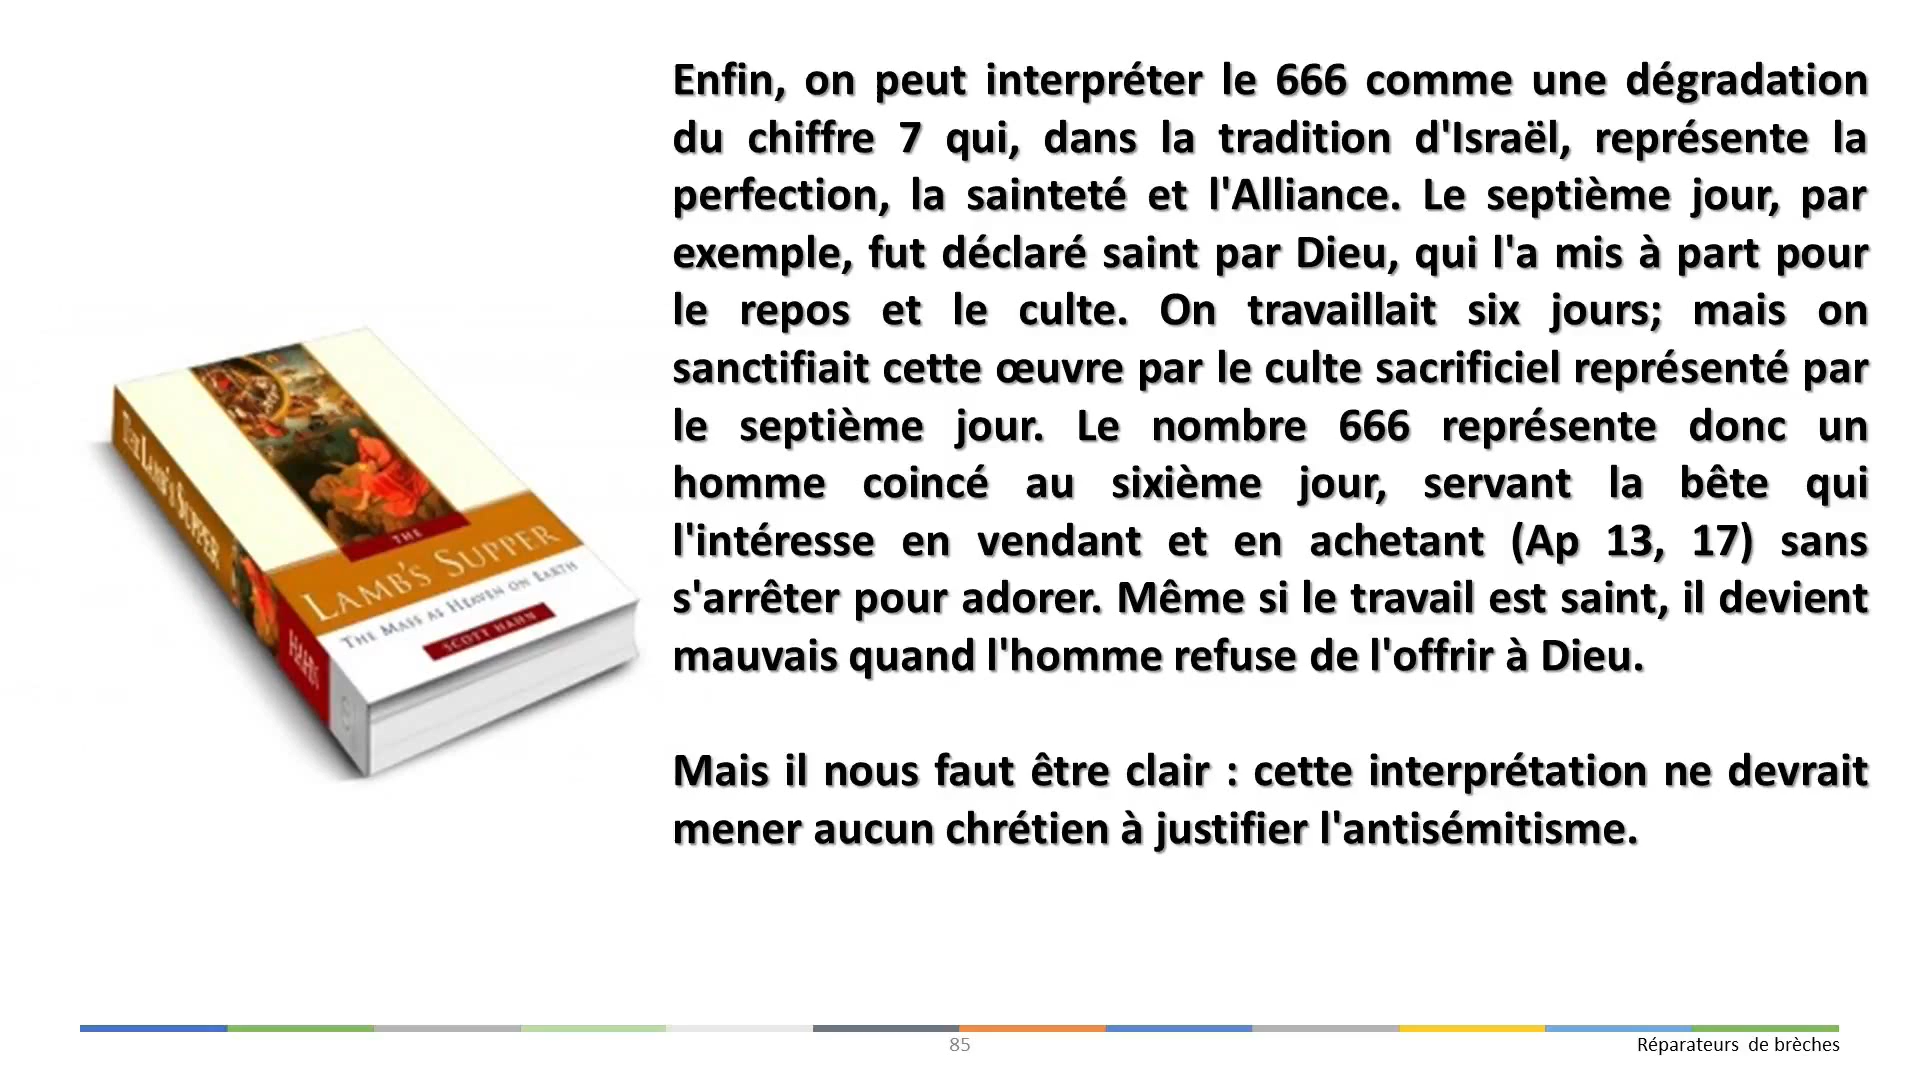 Enfin, on peut interpréter le 666 comme une dégradation
du chiffre 7 qui, dans la tradition d'Israël, représente la
perfection, la sainteté et l'Alliance. Le septième jour, par
exemple, fut déclaré saint par Dieu, qui l'a mis à part pour
le repos et le culte. On travaillait six jours; mais on
sanctifiait cette œuvre par le culte sacrificiel représenté par
le septième jour. Le nombre 666 représente donc un
homme coincé au sixième jour, servant la bête qui
l'intéresse en vendant et en achetant (Ap 13, 17) sans
s'arrêter pour adorer. Même si le travail est saint, il devient
mauvais quand l'homme refuse de l'offrir à Dieu.
Mais il nous faut être clair : cette interprétation ne devrait
mener aucun chrétien à justifier l'antisémitisme.
THE LAMB'S SUPPER
HAHN
THE
LAMB'S SUPPER
THE MASS AS HEAVEN ON EARTH
SCOTT HAHN
85
Réparateurs de brèches